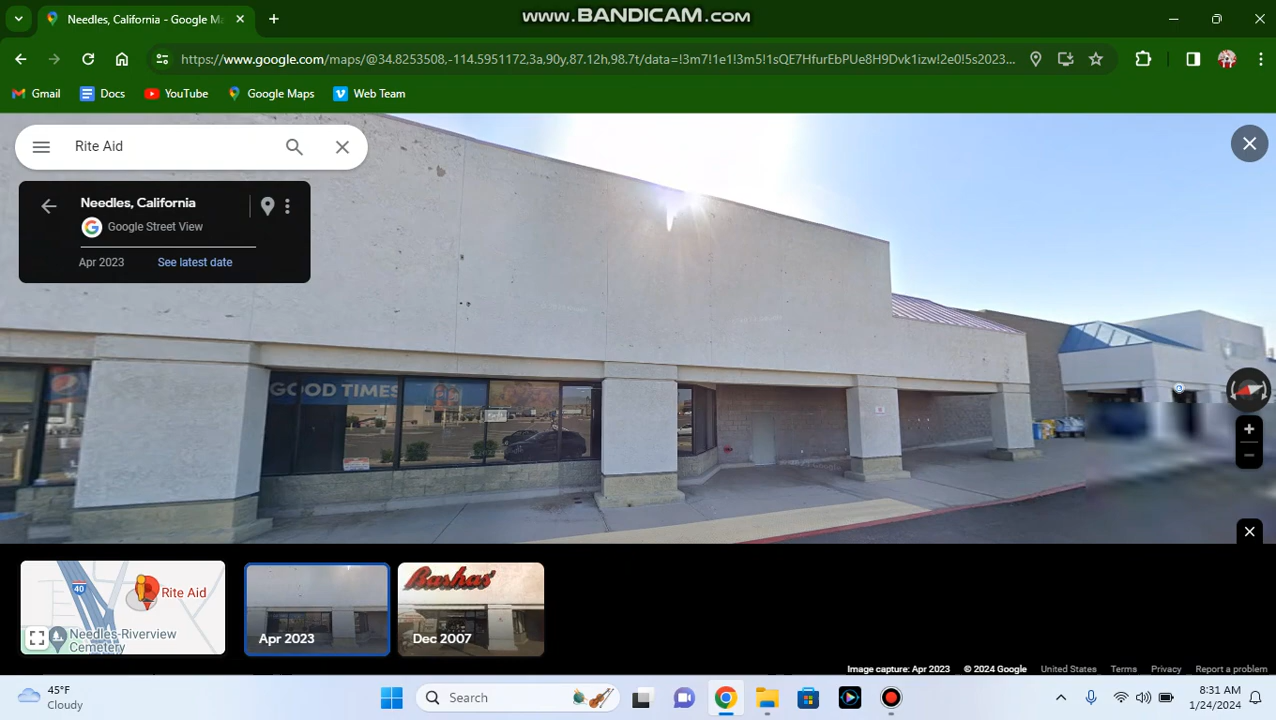 www.BANDICAM.com
Needles, California - Google Ma
https://www.google.com/maps/@34.8253508,-114.5951172,3a,90y,87.12h,98.7t/data=!3m7!1e1!3m5!1sQE7HfurEbPUe8H9Dvk1izw!2e0!5s2023...
Gmail
Docs
YouTube
Google Maps
Web Team
Rite Aid
Needles, California
Google Street View
Apr 2023
See latest date
GOOD TIMES
Rite Aid
40
Needles-Riverview
Cemetery
Apr 2023
Bashas'
Dec 2007
Image capture: Apr 2023
© 2024 Google
United States
Terms
Privacy
Report a problem
45°F
Cloudy
Search
8:31 AM
1/24/2024